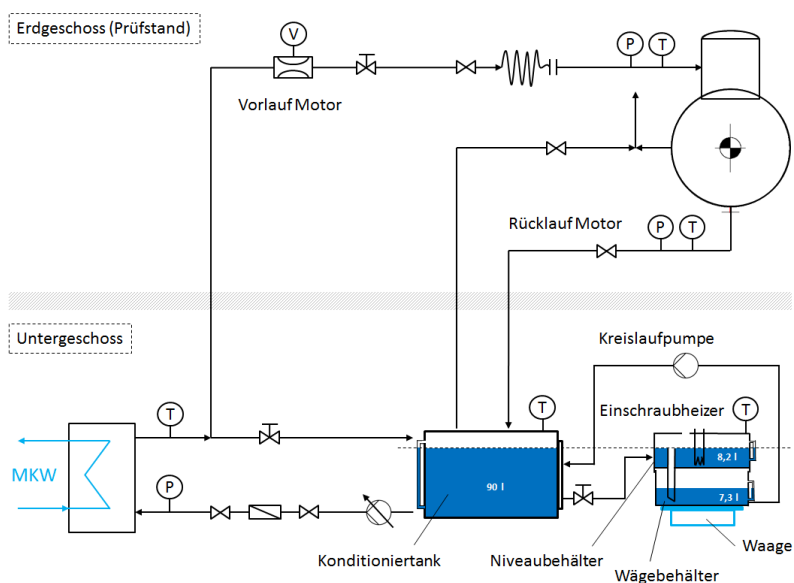 Erdgeschoss (Prüfstand)
V
P
T
Vorlauf Motor
Rücklauf Motor
P
T
Untergeschoss
Kreislaufpumpe
T
T
Einschraubheizer
T
MKW
8,2 l
P
90 l
7,3 l
Konditioniertank
Niveaubehälter
Waage
Wägebehälter